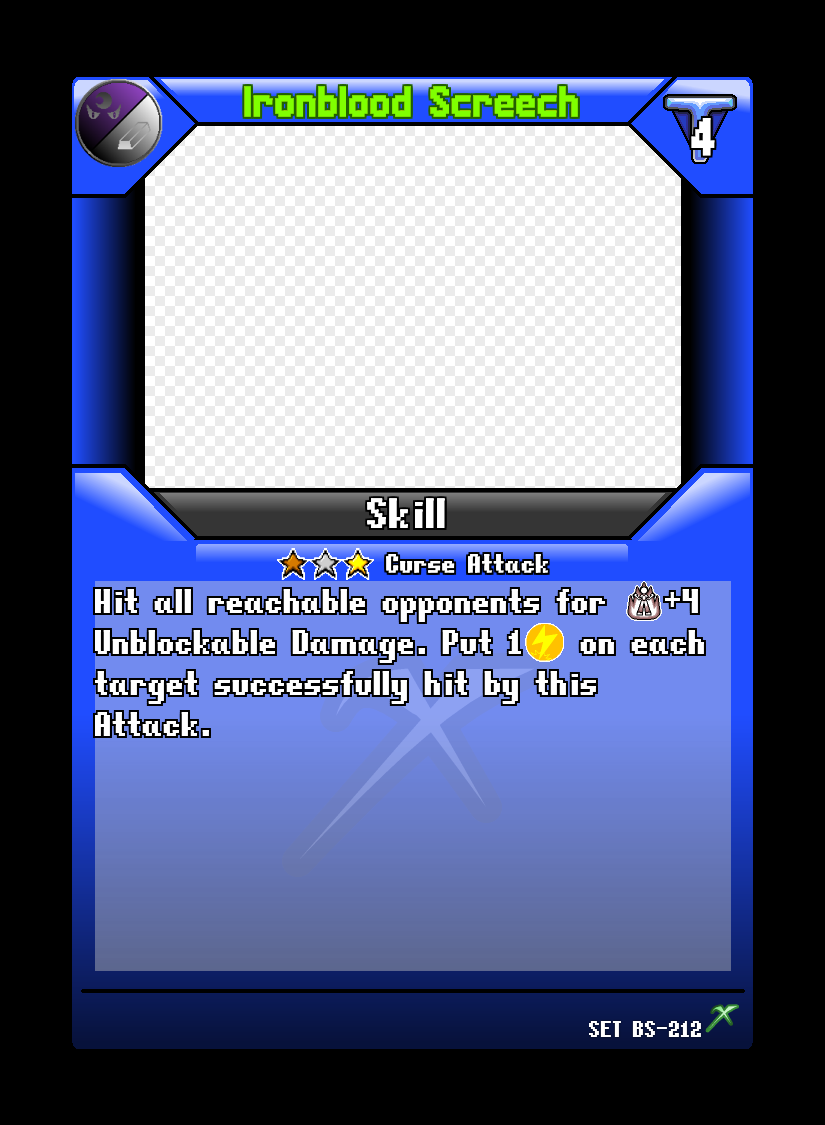 Ironblood Screech
4
Skill
Curse Attack
Hit all reachable opponents for +4
Unblockable Damage. Put 1 on each
target successfully hit by this
Attack.
SET BS-212